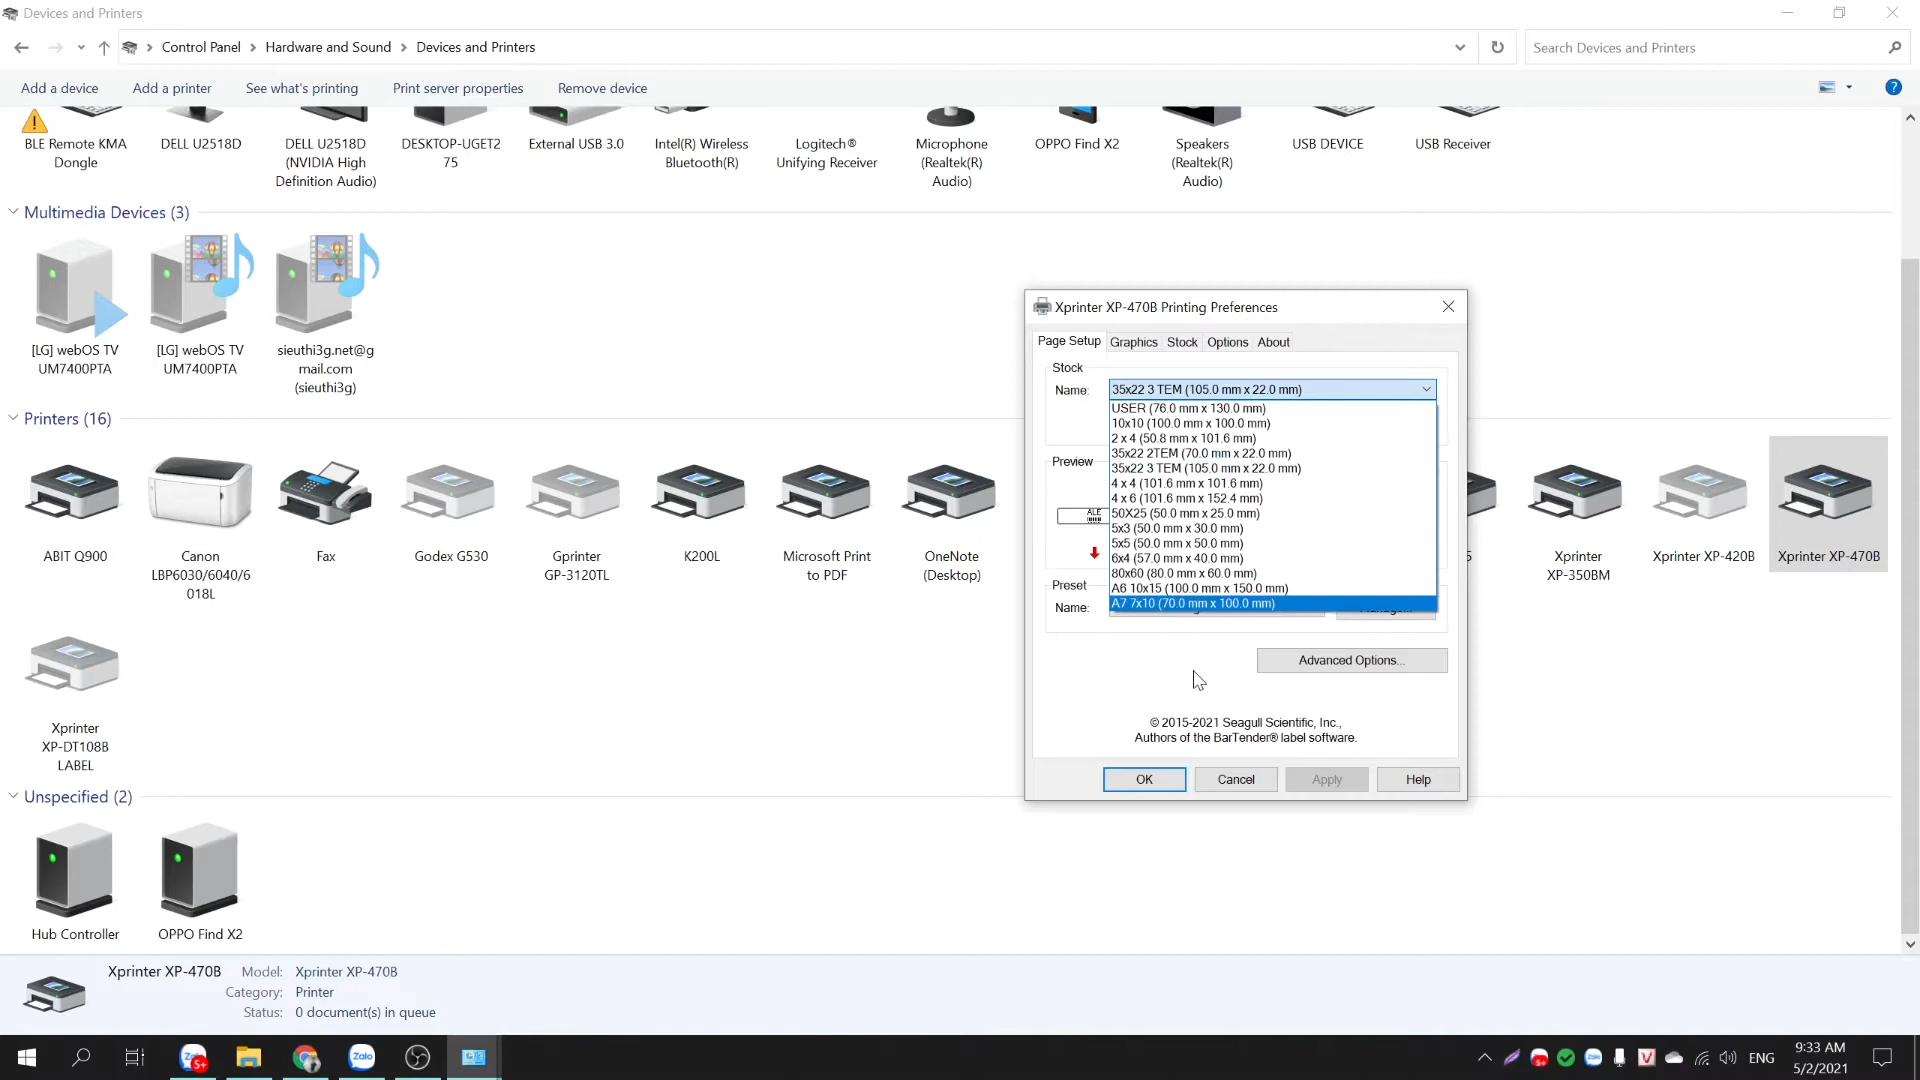 Devices and Printers
Control Panel > Hardware and Sound > Devices and Printers
Search Devices and Printers
Add a device
Add a printer
See what's printing
Print server properties
Remove device
BLE Remote KMA
Dongle
DELL U2518D
DELL U2518D
(NVIDIA High
Definition Audio)
DESKTOP-UGET2
75
External USB 3.0
Intel(R) Wireless
Bluetooth(R)
Logitech®
Unifying Receiver
Microphone
(Realtek(R)
Audio)
OPPO Find X2
Speakers
(Realtek(R)
Audio)
USB DEVICE
USB Receiver
Multimedia Devices (3)
[LG] webOS TV
UM7400PTA
[LG] webOS TV
UM7400PTA
sieuthi3g.net@g
mail.com
(sieuthi3g)
Printers (16)
ABIT Q900
Canon
LBP6030/6040/6
018L
Fax
Godex G530
Gprinter
GP-3120TL
K200L
Microsoft Print
to PDF
OneNote
(Desktop)
Xprinter
XP-350BM
Xprinter XP-420B
Xprinter XP-470B
Xprinter
XP-DT108B
LABEL
Unspecified (2)
Hub Controller
OPPO Find X2
Xprinter XP-470B Printing Preferences
Page Setup
Graphics
Stock
Options
About
Stock
Name:
35x22 3 TEM (105.0 mm x 22.0 mm)
USER (76.0 mm x 130.0 mm)
10x10 (100.0 mm x 100.0 mm)
2 x 4 (50.8 mm x 101.6 mm)
35x22 2TEM (70.0 mm x 22.0 mm)
35x22 3 TEM (105.0 mm x 22.0 mm)
4 x 4 (101.6 mm x 101.6 mm)
4 x 6 (101.6 mm x 152.4 mm)
50X25 (50.0 mm x 25.0 mm)
5x3 (50.0 mm x 30.0 mm)
5x5 (50.0 mm x 50.0 mm)
6x4 (57.0 mm x 40.0 mm)
80x60 (80.0 mm x 60.0 mm)
A6 10x15 (100.0 mm x 150.0 mm)
A7 7x10 (70.0 mm x 100.0 mm)
Preview
ALE
Preset
Name:
Advanced Options...
© 2015-2021 Seagull Scientific, Inc.,
Authors of the BarTender® label software.
OK
Cancel
Apply
Help
Xprinter XP-470B
Model: Xprinter XP-470B
Category: Printer
Status: 0 document(s) in queue
Zalo
5+
Zalo
ENG
9:33 AM
5/2/2021